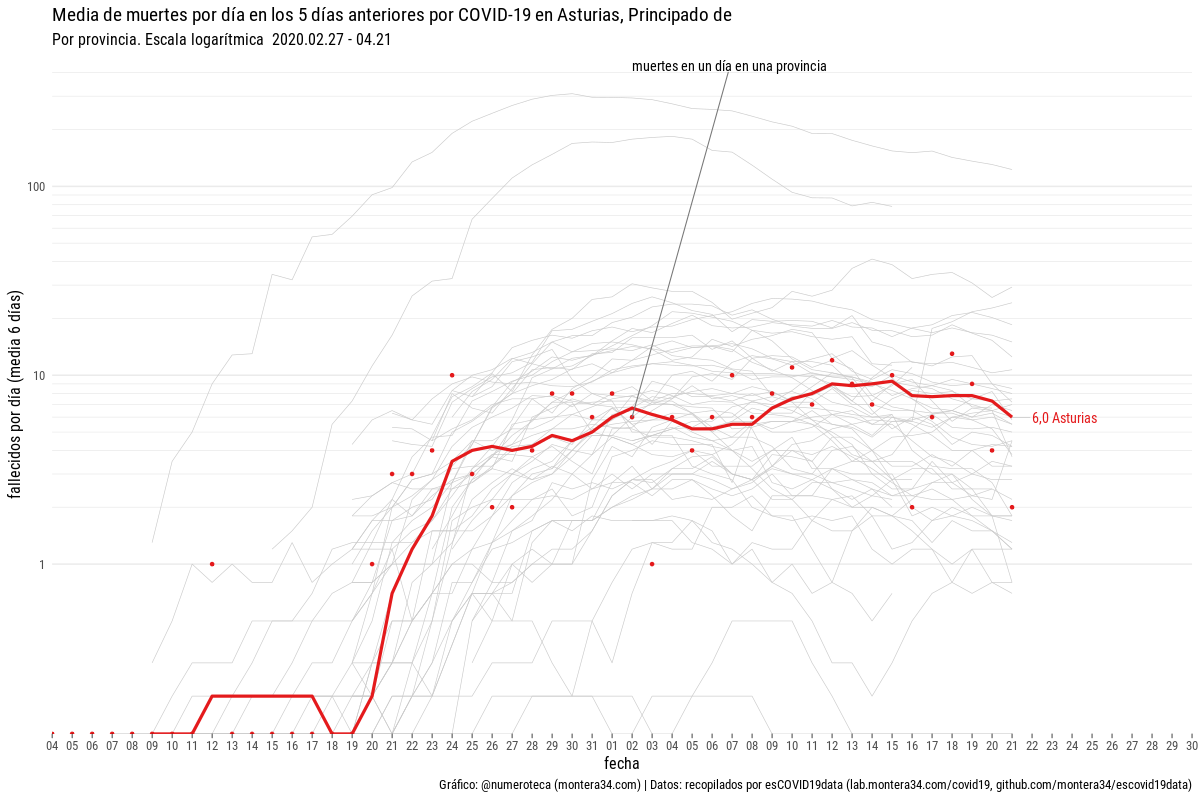 Media de muertes por día en los 5 días anteriores por COVID-19 en Asturias, Principado de
Por provincia. Escala logarítmica 2020.02.27 - 04.21
muertes en un día en una provincia
100
10
1
fallecidos por día (media 6 días)
6,0 Asturias
04 05 06 07 08 09 10 11 12 13 14 15 16 17 18 19 20 21 22 23 24 25 26 27 28 29 30 31 01 02 03 04 05 06 07 08 09 10 11 12 13 14 15 16 17 18 19 20 21 22 23 24 25 26 27 28 29 30
fecha
Gráfico: @numeroteca (montera34.com) | Datos: recopilados por esCOVID19data (lab.montera34.com/covid19, github.com/montera34/escovid19data)